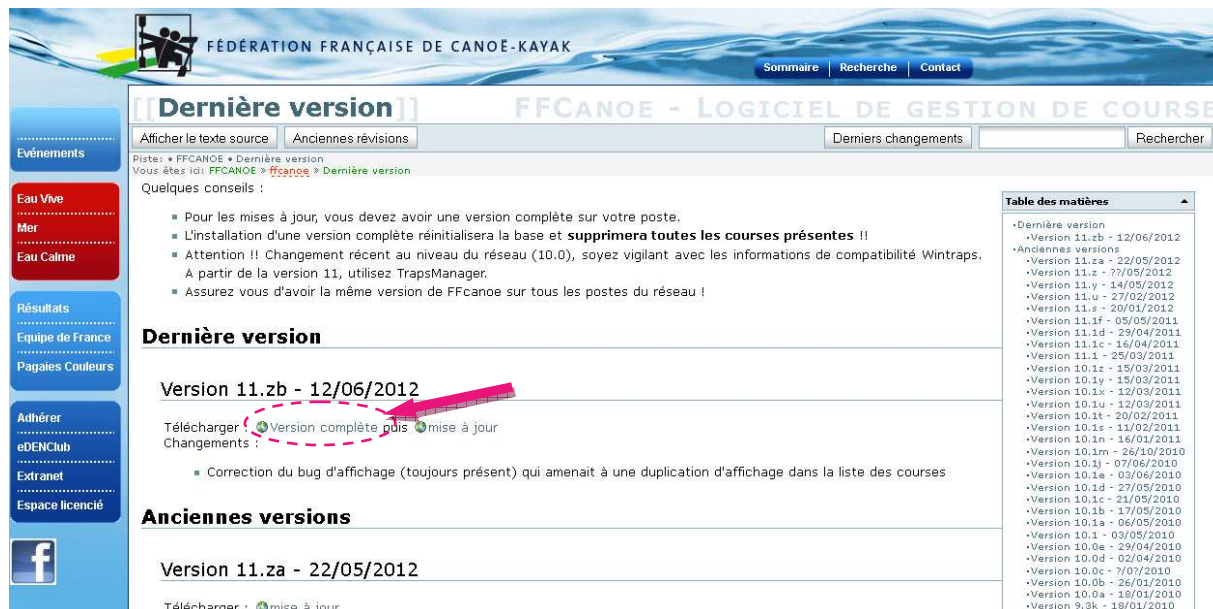 FÉDÉRATION FRANÇAISE DE CANOË-KAYAK
Sommaire Recherche Contact
[[Dernière version]]
FFCANOE - LOGICIEL DE GESTION DE COURSE
Afficher le texte source Anciennes révisions Derniers changements Rechercher
Piste: • FFCANOE • Dernière version
Vous êtes ici: FFCANOE » ffcanoe » Dernière version
Evénements
Eau Vive
Mer
Eau Calme
Résultats
Equipe de France
Pagaies Couleurs
Adhérer
eDENClub
Extranet
Espace licencié
f
Quelques conseils :
Pour les mises à jour, vous devez avoir une version complète sur votre poste.
L'installation d'une version complète réinitialisera la base et supprimera toutes les courses présentes !!
Attention !! Changement récent au niveau du réseau (10.0), soyez vigilant avec les informations de compatibilité Wintraps.
A partir de la version 11, utilisez TrapsManager.
Assurez vous d'avoir la même version de FFcanoe sur tous les postes du réseau !
Dernière version
Version 11.zb - 12/06/2012
Télécharger : Version complète puis mise à jour
Changements :
Correction du bug d'affichage (toujours présent) qui amenait à une duplication d'affichage dans la liste des courses
Anciennes versions
Version 11.za - 22/05/2012
Télécharger : mise à jour
Table des matières
Dernière version
Version 11.zb - 12/06/2012
Anciennes versions
Version 11.za - 22/05/2012
Version 11.z - ??/05/2012
Version 11.y - 14/05/2012
Version 11.u - 27/02/2012
Version 11.s - 20/01/2012
Version 11.1f - 05/05/2011
Version 11.1d - 29/04/2011
Version 11.1c - 16/04/2011
Version 11.1 - 25/03/2011
Version 10.1z - 15/03/2011
Version 10.1y - 15/03/2011
Version 10.1x - 12/03/2011
Version 10.1u - 12/03/2011
Version 10.1t - 20/02/2011
Version 10.1s - 11/02/2011
Version 10.1n - 16/01/2011
Version 10.1m - 26/10/2010
Version 10.1j - 07/06/2010
Version 10.1e - 03/06/2010
Version 10.1d - 27/05/2010
Version 10.1c - 21/05/2010
Version 10.1b - 17/05/2010
Version 10.1a - 06/05/2010
Version 10.1 - 03/05/2010
Version 10.0e - 29/04/2010
Version 10.0d - 02/04/2010
Version 10.0c - ?/0?/2010
Version 10.0b - 26/01/2010
Version 10.0a - 18/01/2010
Version 9.3k - 18/01/2010